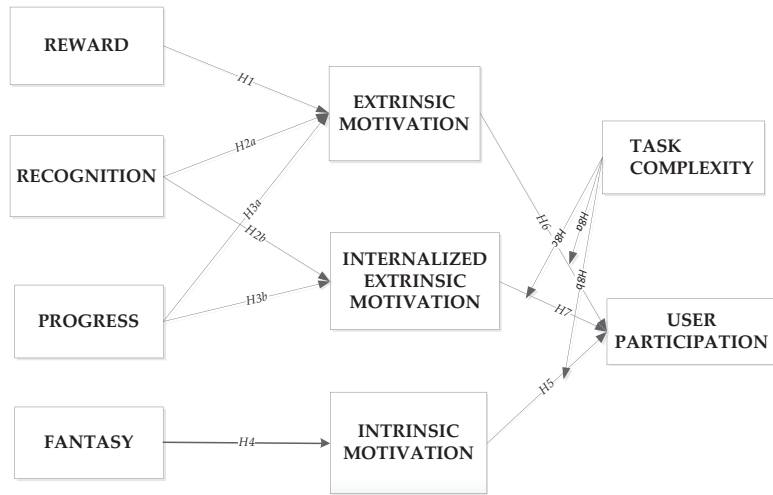 REWARD
H1
EXTRINSIC
MOTIVATION
RECOGNITION
H2a
H3a
H2b
TASK
COMPLEXITY
H6
H8c
H8a
H8b
INTERNALIZED
EXTRINSIC
MOTIVATION
PROGRESS
H3b
H7
USER
PARTICIPATION
FANTASY
H4
INTRINSIC
MOTIVATION
H5